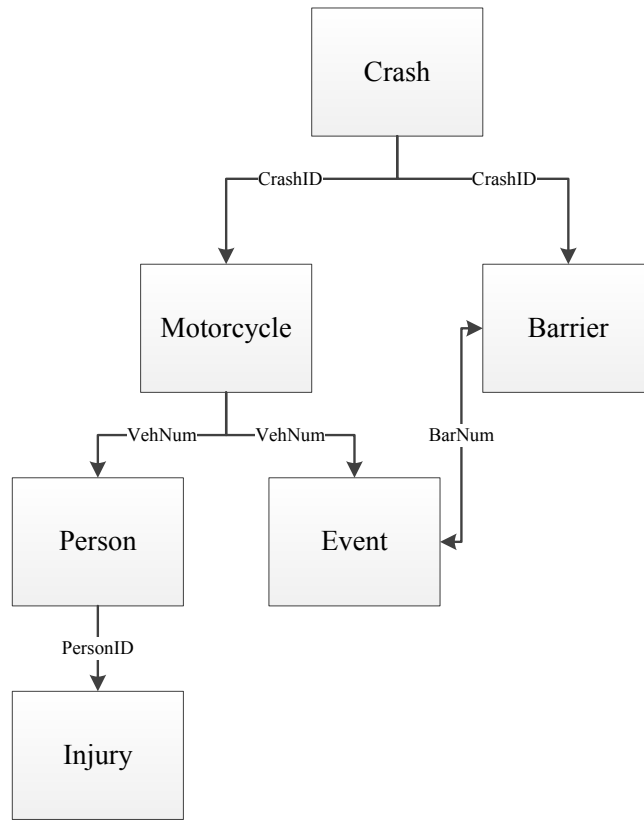 Crash
CrashID
CrashID
Motorcycle
Barrier
VehNum
VehNum
BarNum
Person
Event
PersonID
Injury